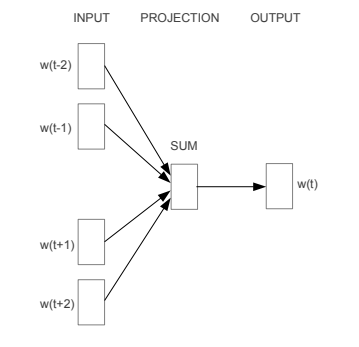 INPUT PROJECTION OUTPUT
w(t-2)
w(t-1)
SUM
w(t)
w(t+1)
w(t+2)